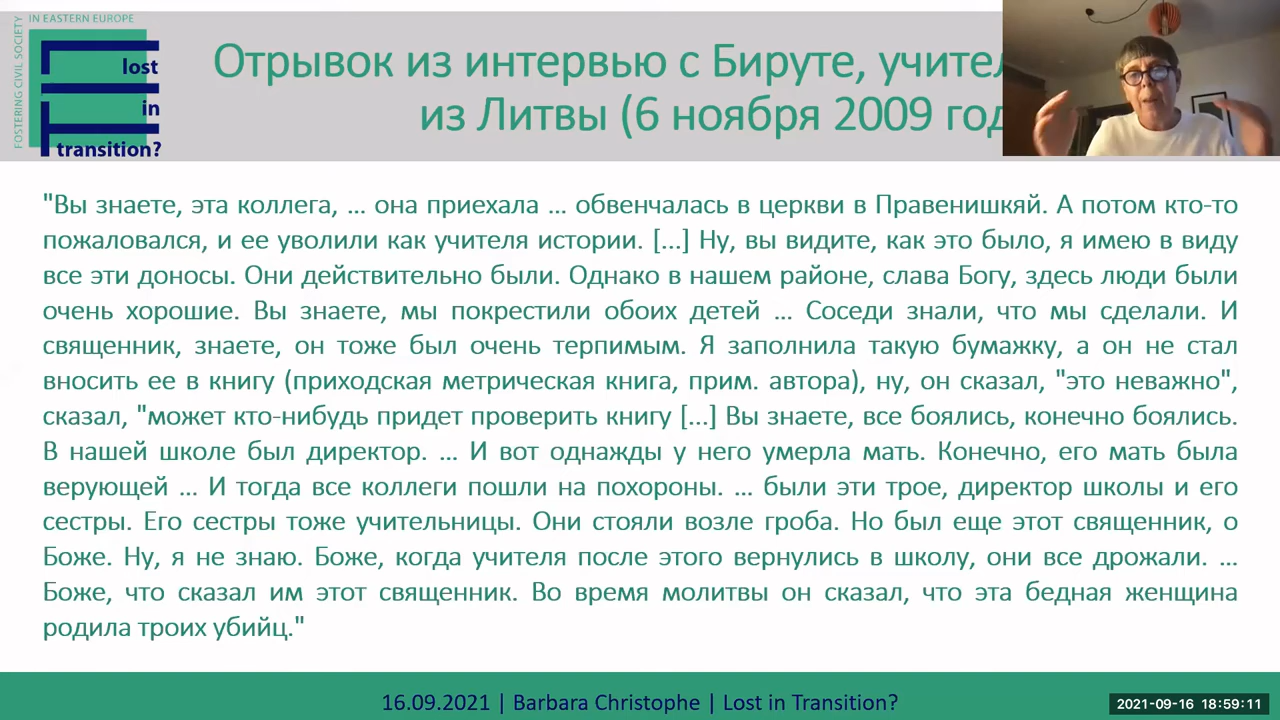 IN EASTERN EUROPE
FOSTERING CIVIL SOCIETY
lost
in
transition?
Отрывок из интервью с Бируте,
из Литвы (6 ноября 2009
"Вы знаете, эта коллега, ... она приехала ... обвенчалась в церкви в Правенишкяй. А потом кто-то
пожаловался, и ее уволили как учителя истории. [...] Ну, вы видите, как это было, я имею в виду
все эти доносы. Они действительно были. Однако в нашем районе, слава Богу, здесь люди были
очень хорошие. Вы знаете, мы покрестили обоих детей ... Соседи знали, что мы сделали. И
священник, знаете, он тоже был очень терпимым. Я заполнила такую бумажку, а он не стал
вносить ее в книгу (приходская метрическая книга, прим. автора), ну, он сказал, "это неважно",
сказал, "может кто-нибудь придет проверить книгу [...] Вы знаете, все боялись, конечно боялись.
В нашей школе был директор. ... И вот однажды у него умерла мать. Конечно, его мать была
верующей ... И тогда все коллеги пошли на похороны. ... были эти трое, директор школы и его
сестры. Его сестры тоже учительницы. Они стояли возле гроба. Но был еще этот священник, о
Боже. Ну, я не знаю. Боже, когда учителя после этого вернулись в школу, они все дрожали. ...
Боже, что сказал им этот священник. Во время молитвы он сказал, что эта бедная женщина
родила троих убийц."
16.09.2021 | Barbara Christophe | Lost in Transition?
2021-09-16 18:59:11